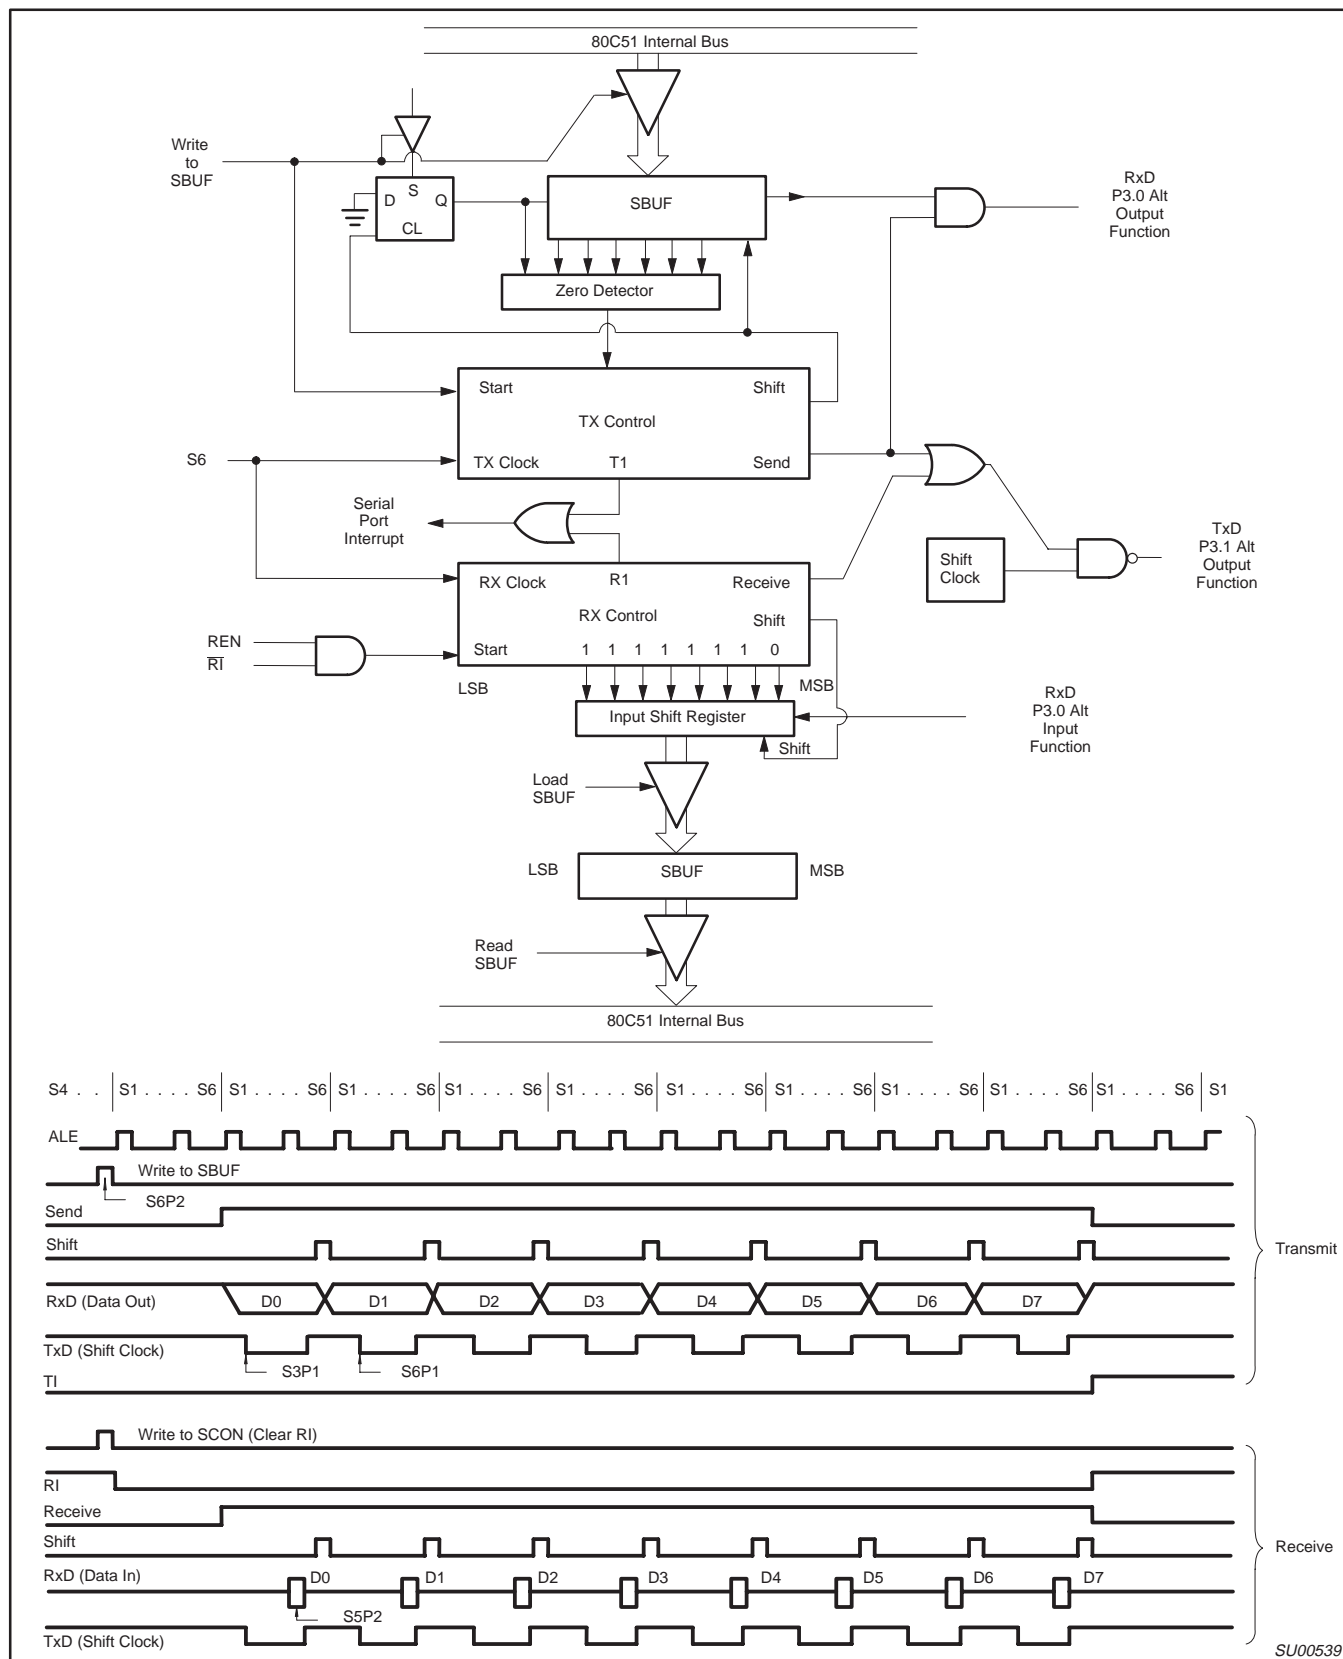 80C51 Internal Bus
Write
to
SBUF
S
D Q
CL
SBUF
RxD
P3.0 Alt
Output
Function
Zero Detector
Start Shift
TX Control
S6
TX Clock T1 Send
Serial
Port
Interrupt
TxD
P3.1 Alt
Output
Function
Shift
Clock
RX Clock R1 Receive
RX Control
Shift
REN
RI
Start 1 1 1 1 1 1 1 0
LSB MSB
Input Shift Register
RxD
P3.0 Alt
Input
Function
Shift
Load
SBUF
LSB SBUF MSB
Read
SBUF
80C51 Internal Bus
S4 . . S1 . . . . S6 S1 . . . . S6 S1 . . . . S6 S1 . . . . S6 S1 . . . . S6 S1 . . . . S6 S1 . . . . S6 S1 . . . . S6 S1 . . . . S6 S1 . . . . S6 S1
ALE
Write to SBUF
S6P2
Send
Shift
Transmit
RxD (Data Out) D0 D1 D2 D3 D4 D5 D6 D7
TxD (Shift Clock)
S3P1 S6P1
TI
Write to SCON (Clear RI)
RI
Receive
Shift
Receive
RxD (Data In) D0 D1 D2 D3 D4 D5 D6 D7
S5P2
TxD (Shift Clock)
SU00539